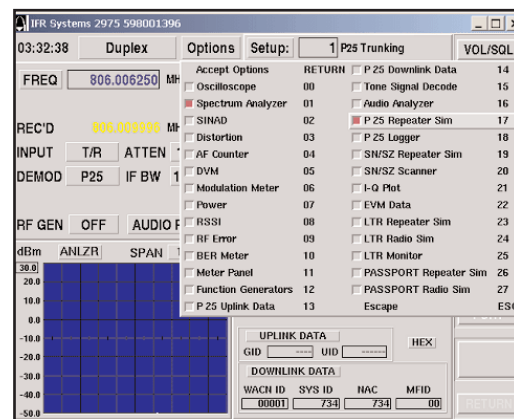 IFR Systems 2975 598001396
03:32:38 Duplex Options Setup: 1 P25 Trunking VOL/SQL
FREQ 806.006250 MH
Accept Options RETURN
Oscilloscope 00
Spectrum Analyzer 01
SINAD 02
Distortion 03
AF Counter 04
DVM 05
Modulation Meter 06
Power 07
RSSI 08
RF Error 09
BER Meter 10
Meter Panel 11
Function Generators 12
P 25 Uplink Data 13
P 25 Downlink Data 14
Tone Signal Decode 15
Audio Analyzer 16
P 25 Repeater Sim 17
P 25 Logger 18
SN/SZ Repeater Sim 19
SN/SZ Scanner 20
I-Q Plot 21
EVM Data 22
LTR Repeater Sim 23
LTR Radio Sim 24
LTR Monitor 25
PASSPORT Repeater Sim 26
PASSPORT Radio Sim 27
Escape ESC
REC'D MH
INPUT T/R ATTEN
DEMOD P25 IF BW 1
RF GEN OFF AUDIO F
dBm ANLZR SPAN
30.0
20.0
10.0
0.0
-10.0
-20.0
-30.0
-40.0
-50.0
UPLINK DATA
GID ---- UID
HEX
DOWNLINK DATA
WACN ID SYS ID NAC MFID
00001 734 734 00
RETURN